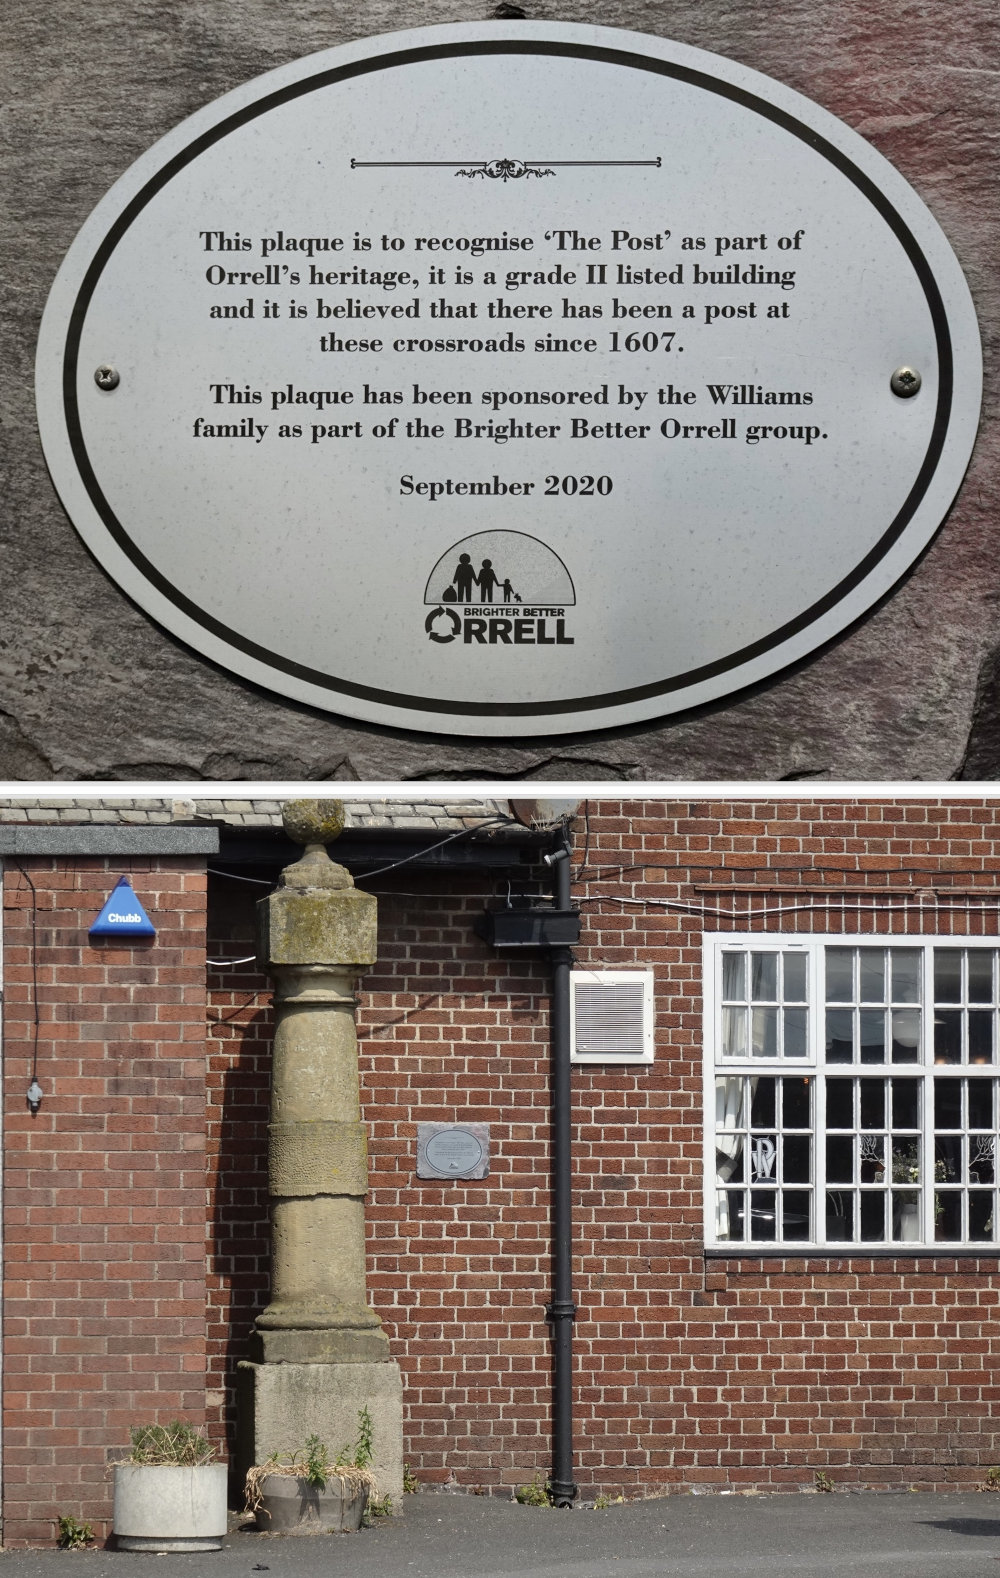 This plaque is to recognise ‘The Post’ as part of
Orrell’s heritage, it is a grade II listed building
and it is believed that there has been a post at
these crossroads since 1607.
This plaque has been sponsored by the Williams
family as part of the Brighter Better Orrell group.
September 2020
BRIGHTER BETTER
ORRELL
Chubb